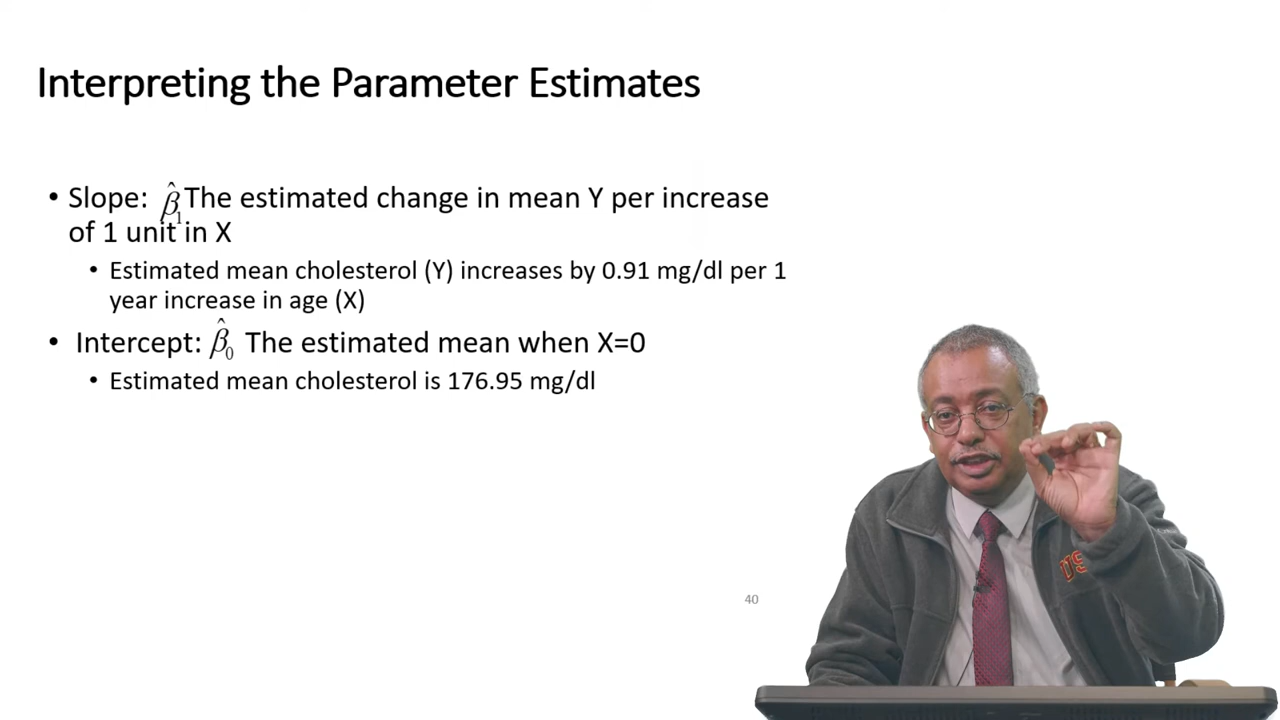 Interpreting the Parameter Estimates
• Slope: β̂₁ The estimated change in mean Y per increase
of 1 unit in X
• Estimated mean cholesterol (Y) increases by 0.91 mg/dl per 1
year increase in age (X)
• Intercept: β̂₀ The estimated mean when X=0
• Estimated mean cholesterol is 176.95 mg/dl
40